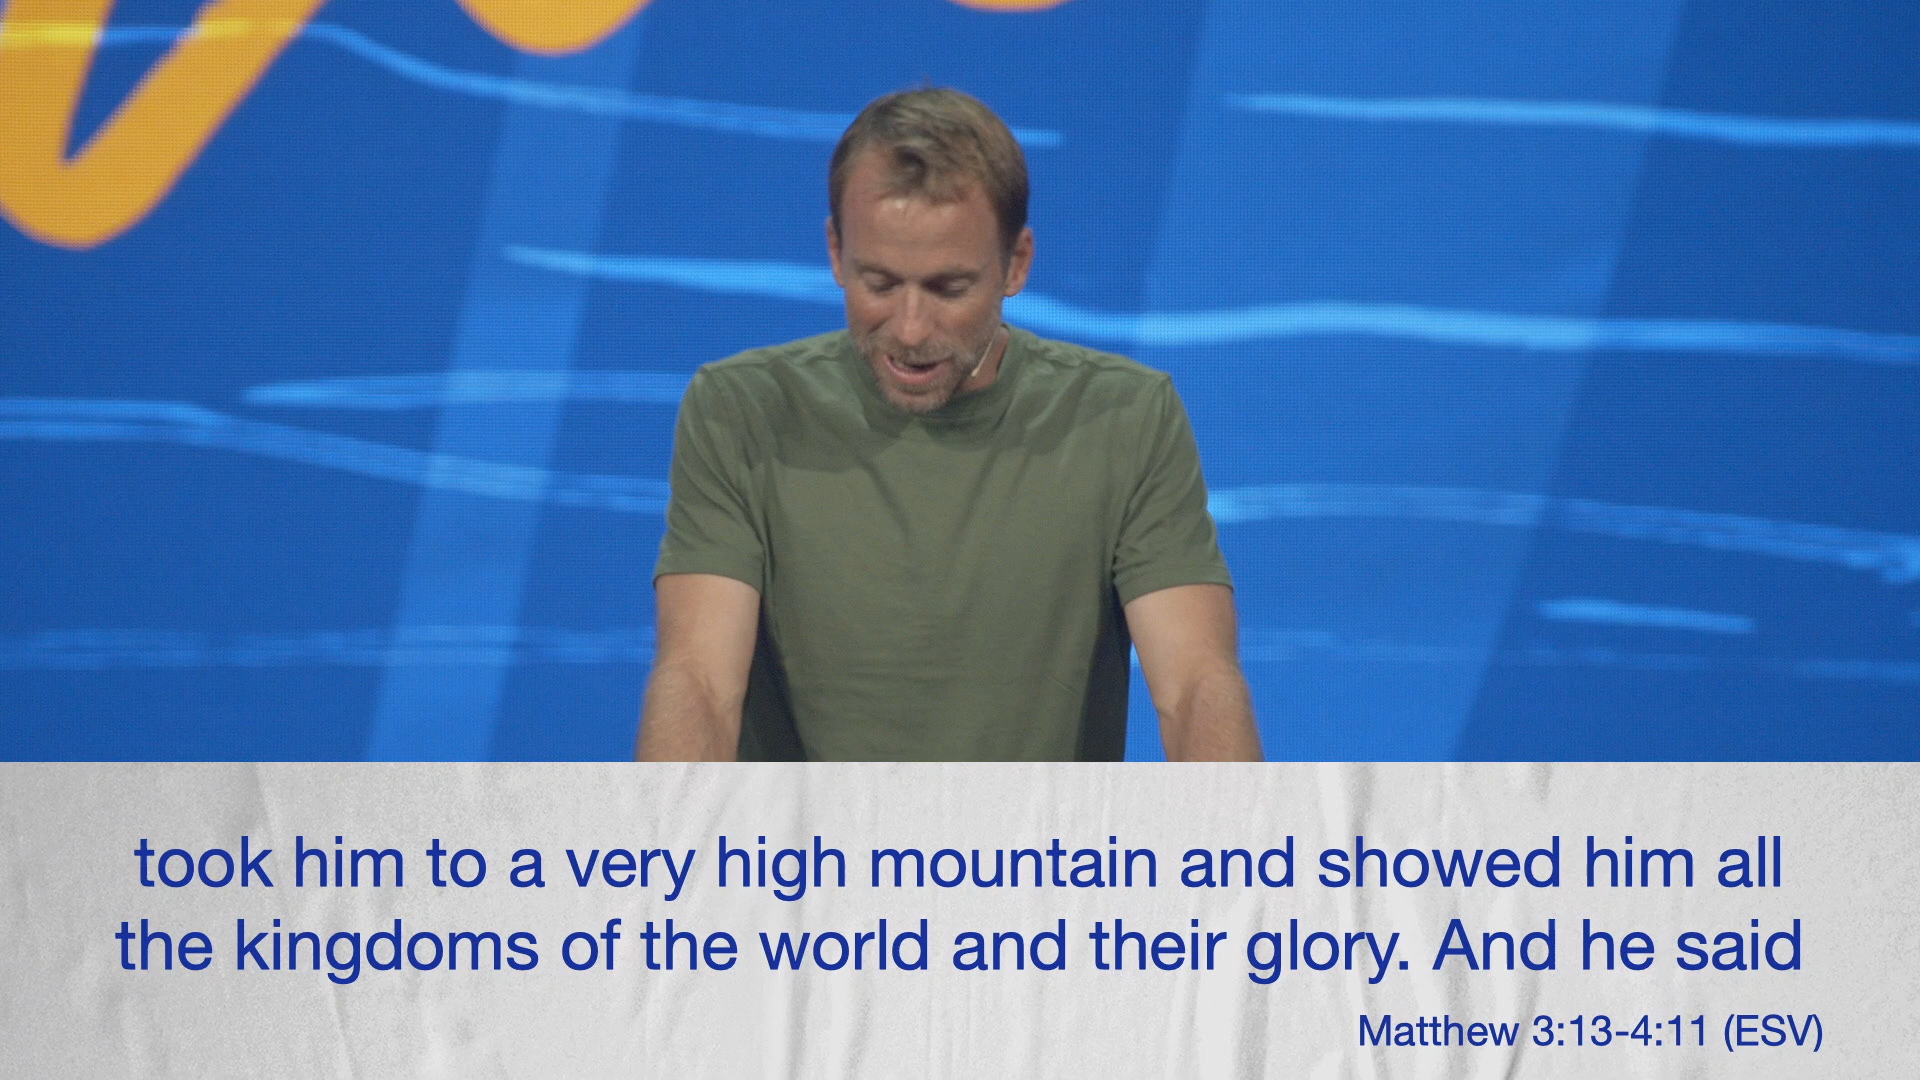 took him to a very high mountain and showed him all
the kingdoms of the world and their glory. And he said
Matthew 3:13-4:11 (ESV)